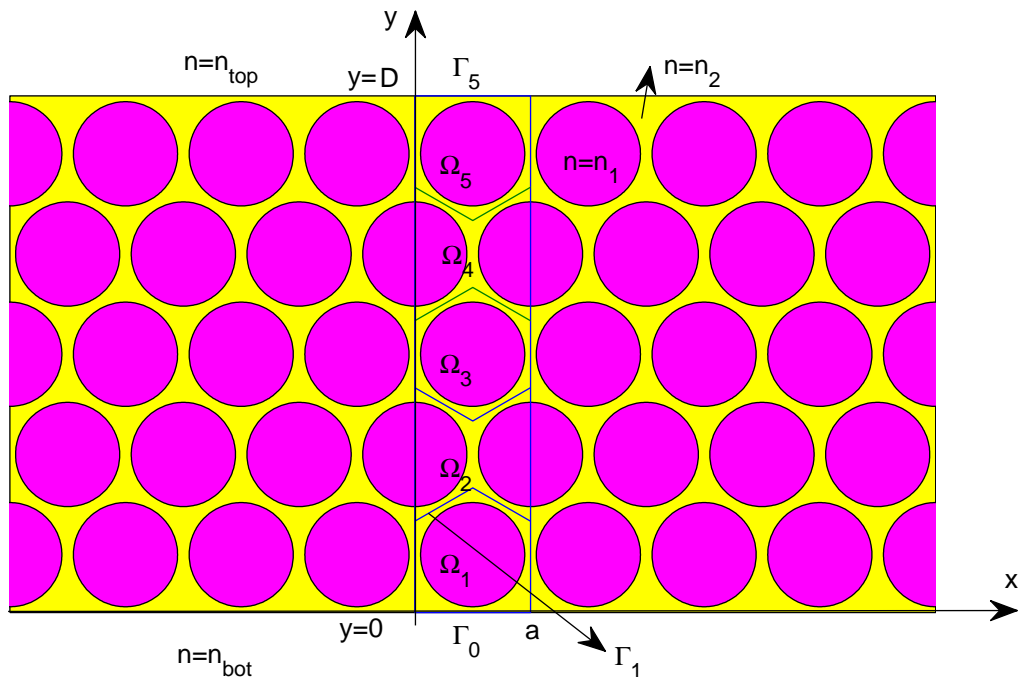 y
n=n_top
y=D
Γ_5
n=n_2
Ω_5
n=n_1
Ω_4
Ω_3
Ω_2
Ω_1
x
y=0
Γ_0
a
n=n_bot
Γ_1